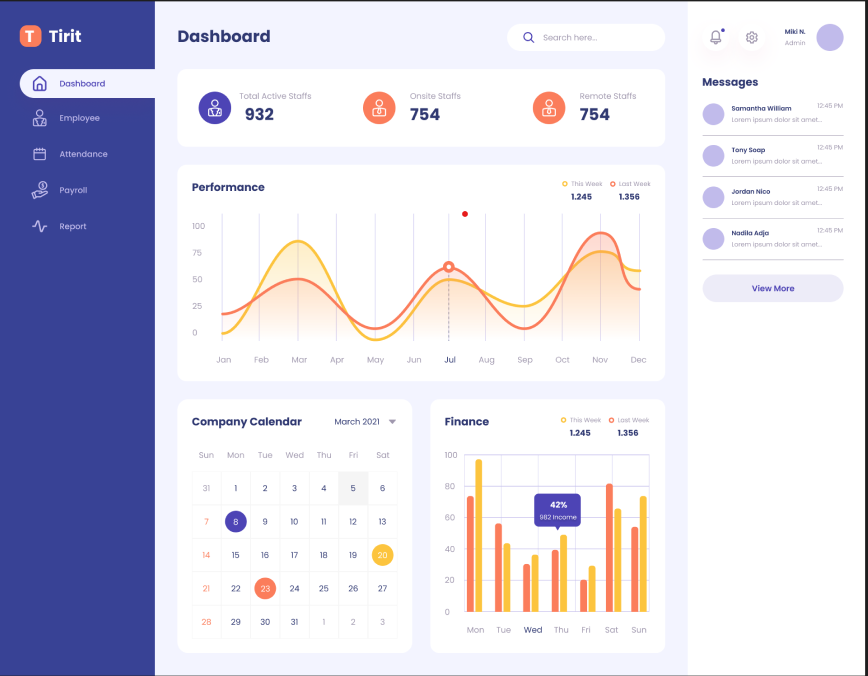 T Tirit
Dashboard
Employee
Attendance
Payroll
Report
Dashboard
Search here...
Total Active Staffs
932
Onsite Staffs
754
Remote Staffs
754
Performance
This Week Last Week
1.245 1.356
100
75
50
25
0
Jan Feb Mar Apr May Jun Jul Aug Sep Oct Nov Dec
Company Calendar March 2021
Sun Mon Tue Wed Thu Fri Sat
31 1 2 3 4 5 6
7 8 9 10 11 12 13
14 15 16 17 18 19 20
21 22 23 24 25 26 27
28 29 30 31 1 2 3
Finance
This Week Last Week
1.245 1.356
100
80
60
40
20
0
42%
982 Income
Mon Tue Wed Thu Fri Sat Sun
Miki N.
Admin
Messages
Samantha William 12:45 PM
Lorem ipsum dolor sit amet...
Tony Soap 12:45 PM
Lorem ipsum dolor sit amet...
Jordan Nico 12:45 PM
Lorem ipsum dolor sit amet...
Nadila Adja 12:45 PM
Lorem ipsum dolor sit amet...
View More